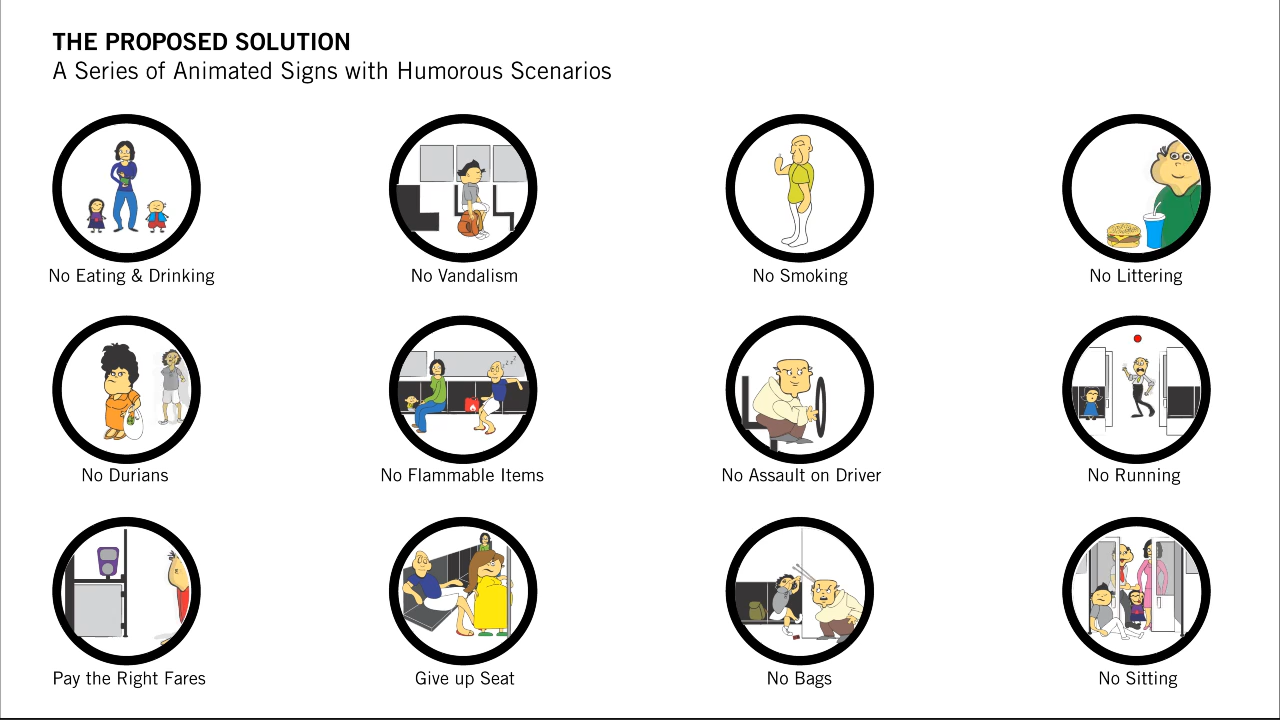 THE PROPOSED SOLUTION
A Series of Animated Signs with Humorous Scenarios
No Eating & Drinking
No Vandalism
No Smoking
No Littering
No Durians
No Flammable Items
No Assault on Driver
No Running
Pay the Right Fares
Give up Seat
No Bags
No Sitting